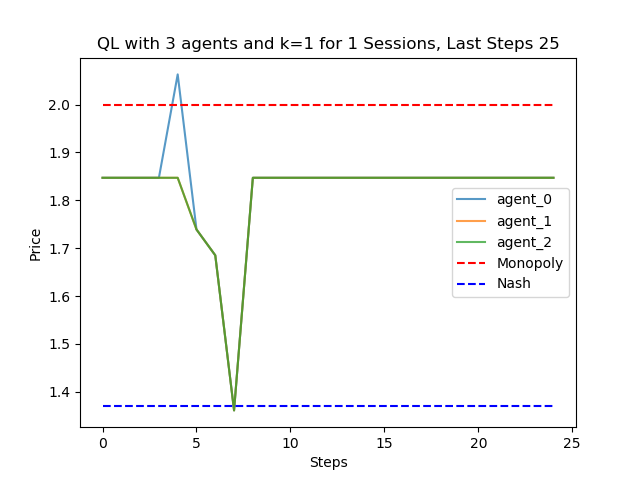 QL with 3 agents and k=1 for 1 Sessions, Last Steps 25
2.0
1.9
1.8
1.7
1.6
1.5
1.4
Price
agent_0
agent_1
agent_2
Monopoly
Nash
0 5 10 15 20 25
Steps